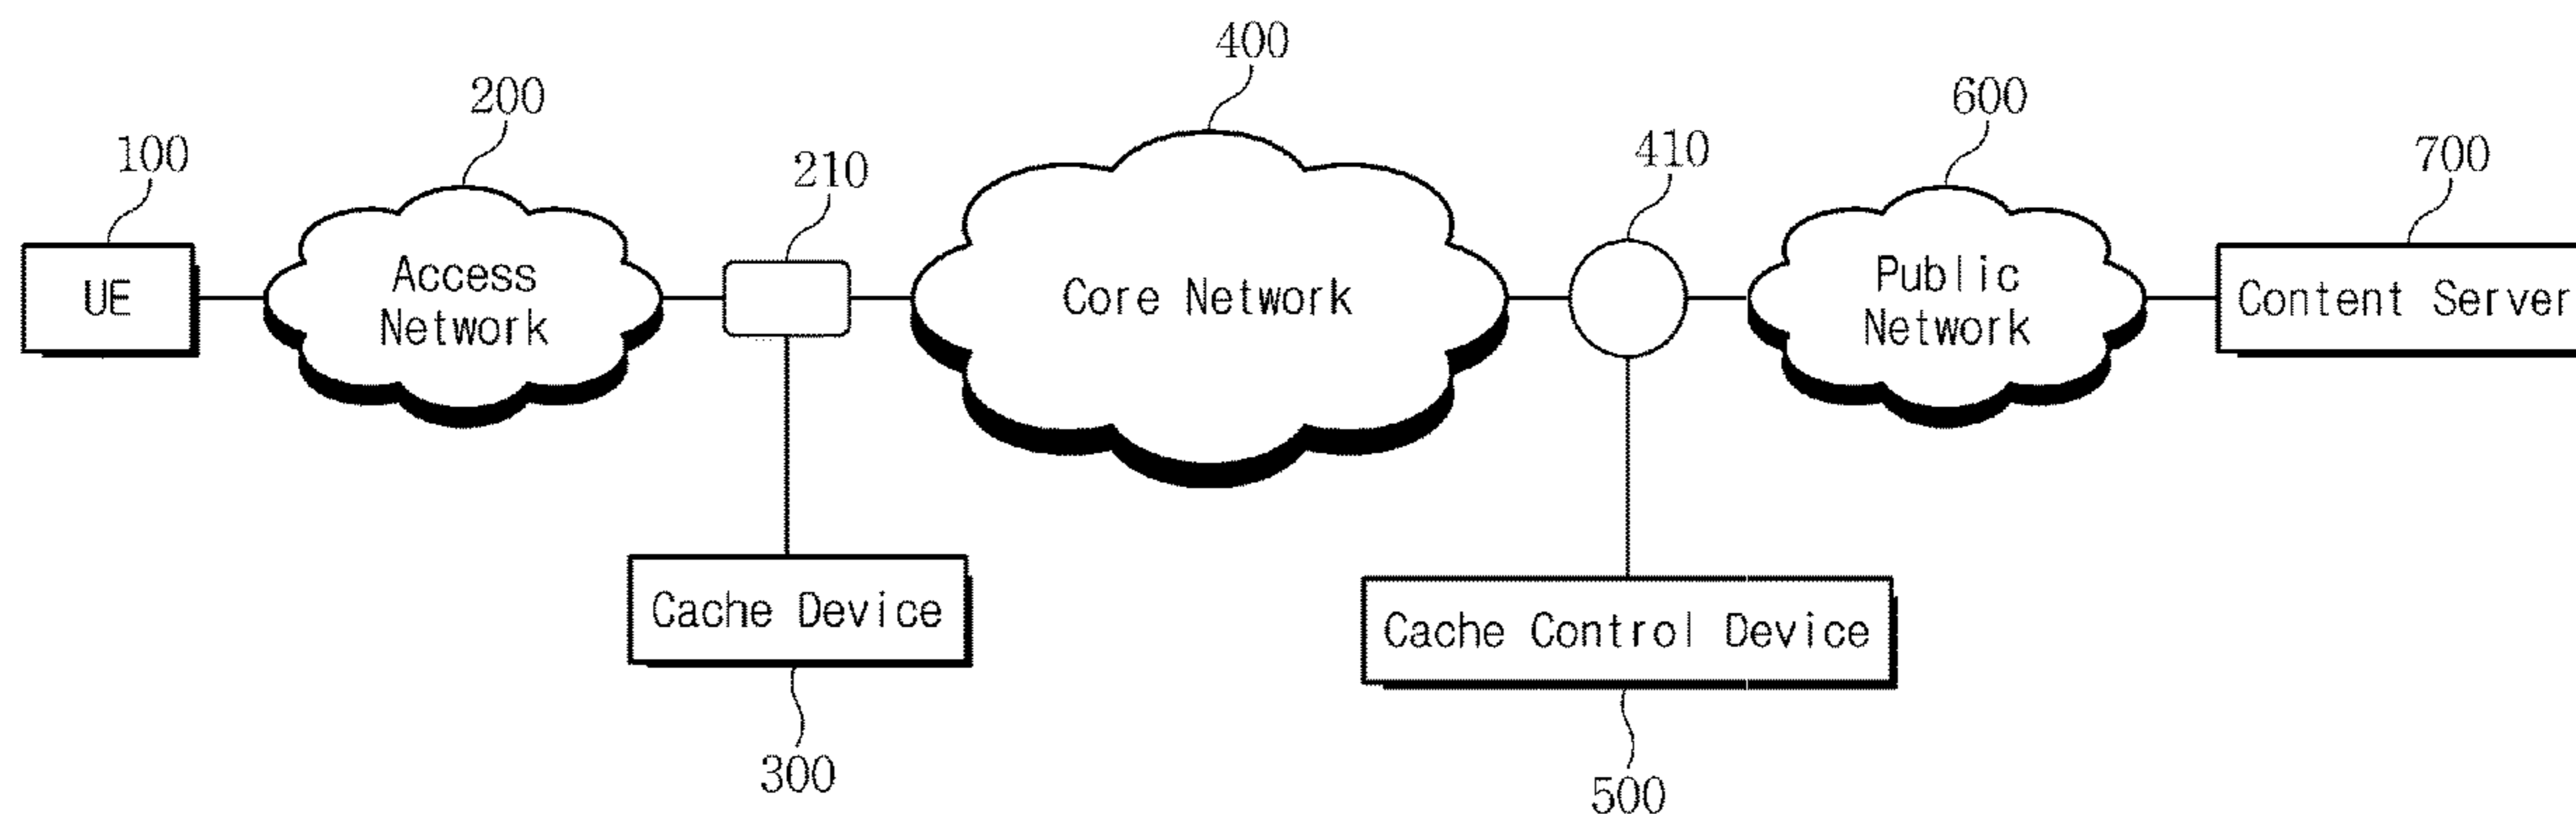 400
200
600
100
210
410
700
UE
Access
Network
Core Network
Public
Network
Content Server
Cache Device
Cache Control Device
300
500